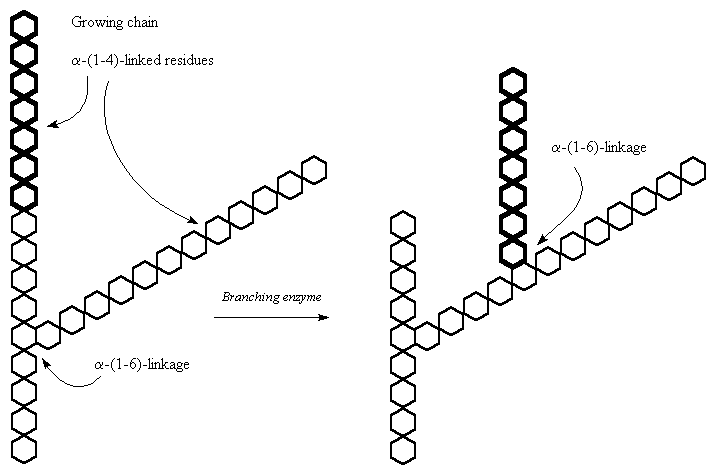 Growing chain
α-(1-4)-linked residues
α-(1-6)-linkage
Branching enzyme
α-(1-6)-linkage